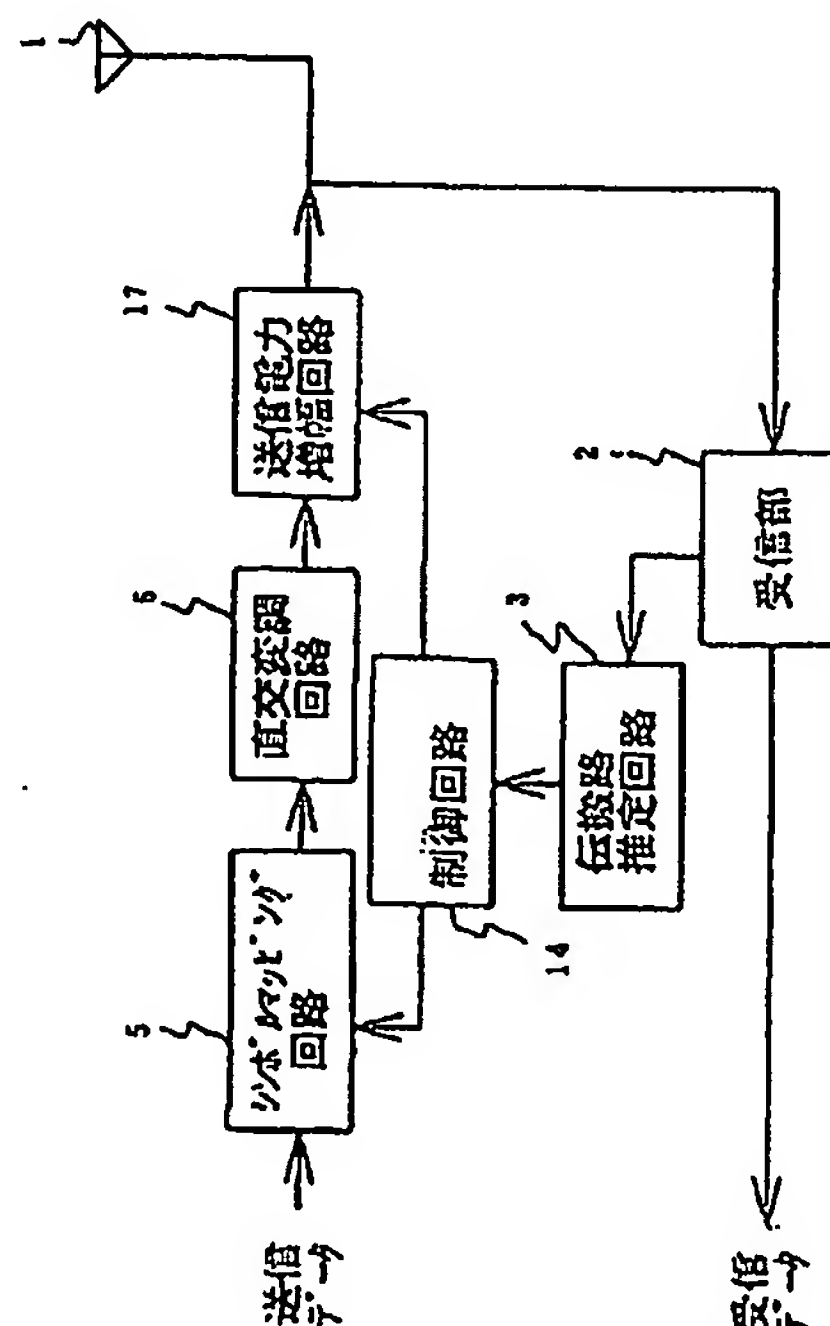 送信
データ
5
シンボルマッピング
回路
6
直交変調
回路
17
送信電力
増幅回路
1
制御回路
14
3
伝搬路
推定回路
2
受信部
受信
データ